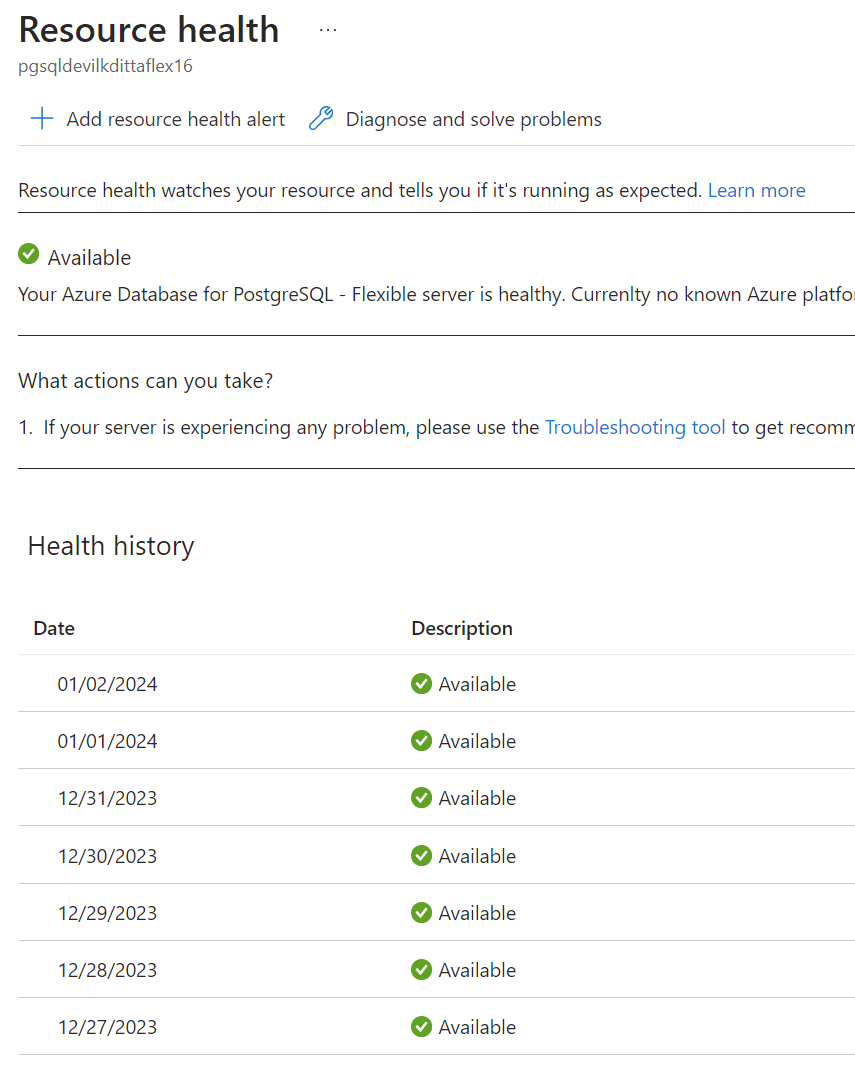 Resource health ...
pgsqldevilkdittaflex16
Add resource health alert Diagnose and solve problems
Resource health watches your resource and tells you if it's running as expected. Learn more
Available
Your Azure Database for PostgreSQL - Flexible server is healthy. Currenlty no known Azure platfor
What actions can you take?
1. If your server is experiencing any problem, please use the Troubleshooting tool to get recomm
Health history
Date Description
01/02/2024 Available
01/01/2024 Available
12/31/2023 Available
12/30/2023 Available
12/29/2023 Available
12/28/2023 Available
12/27/2023 Available